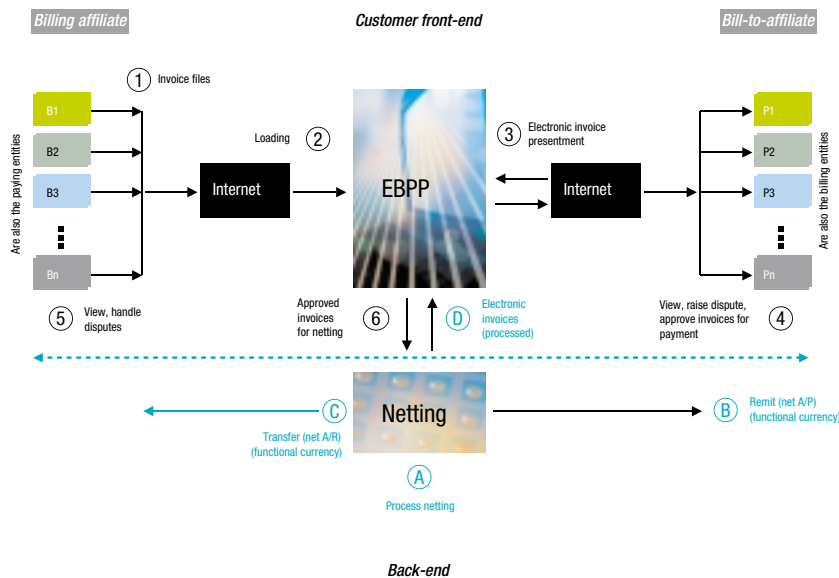 Billing affiliate
Customer front-end
Bill-to-affiliate
1
Invoice files
Are also the paying entities
B1
B2
B3
Bn
Loading
2
Internet
EBPP
3
Electronic invoice
presentment
Internet
P1
P2
P3
Pn
Are also the billing entities
5
View, handle
disputes
Approved
invoices
for netting
6
D
Electronic
invoices
(processed)
View, raise dispute,
approve invoices for
payment
4
C
Transfer (net A/R)
(functional currency)
Netting
B
Remit (net A/P)
(functional currency)
A
Process netting
Back-end